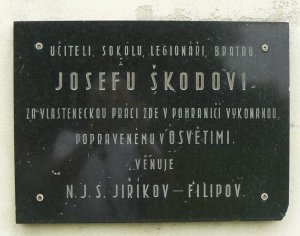 UČITELI, SOKOLU, LEGIONÁŘI, BRATRU
JOSEFU ŠKODOVI
ZA VLASTENECKOU PRÁCI ZDE V POHRANIČÍ VYKONANOU,
POPRAVENÉMU V OSVĚTIMI.
VĚNUJE
N.J.S. JIŘÍKOV – FILIPOV.